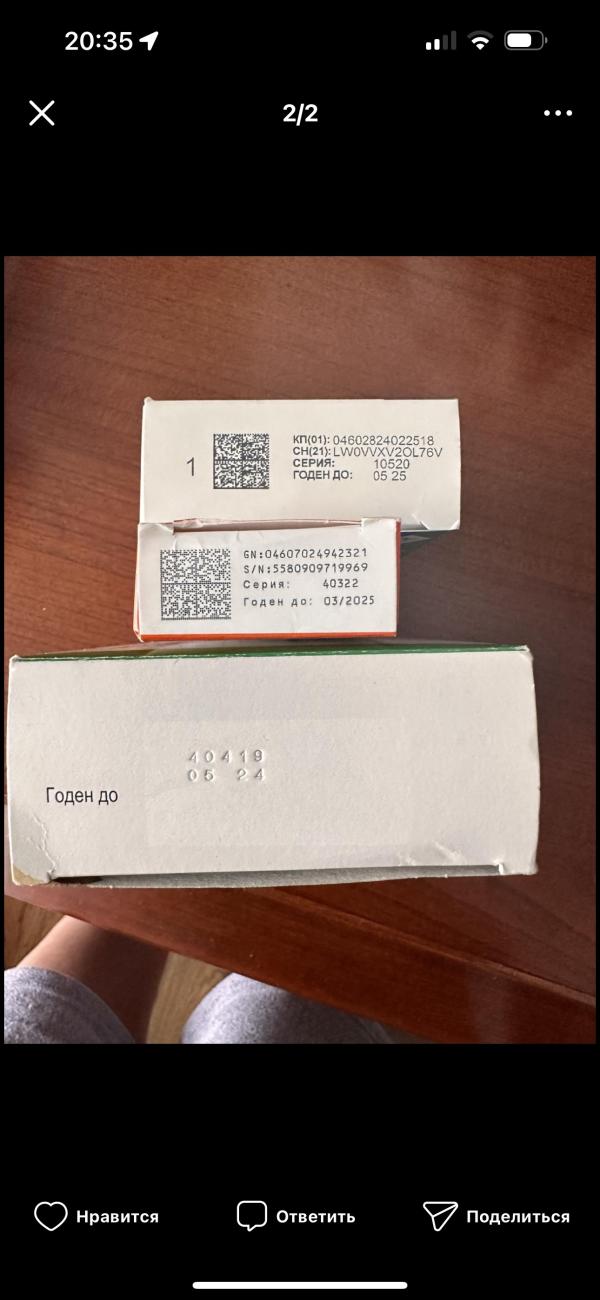 20:35
2/2
1
КП(01): 04602824022518
СН(21): LW0VVXV2OL76V
СЕРИЯ: 10520
ГОДЕН ДО: 05 25
GN:04607024942321
S/N:5580909719969
Серия: 40322
Годен до: 03/2025
40419
05 24
Годен до
Нравится
Ответить
Поделиться